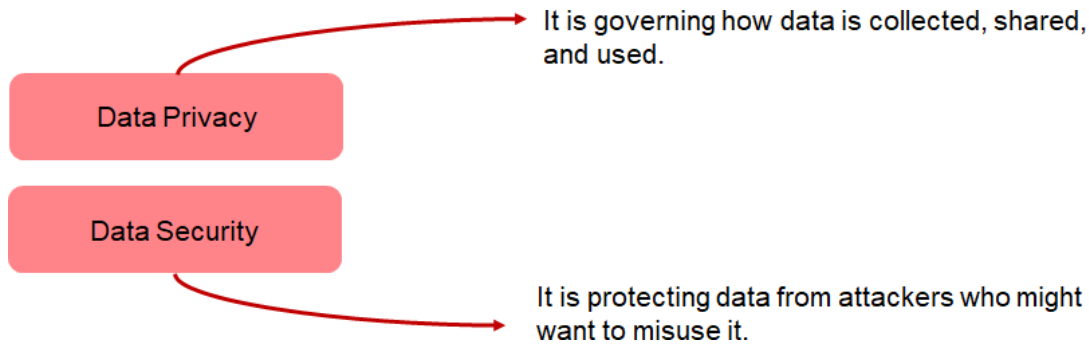 It is governing how data is collected, shared,
and used.
Data Privacy
Data Security
It is protecting data from attackers who might
want to misuse it.